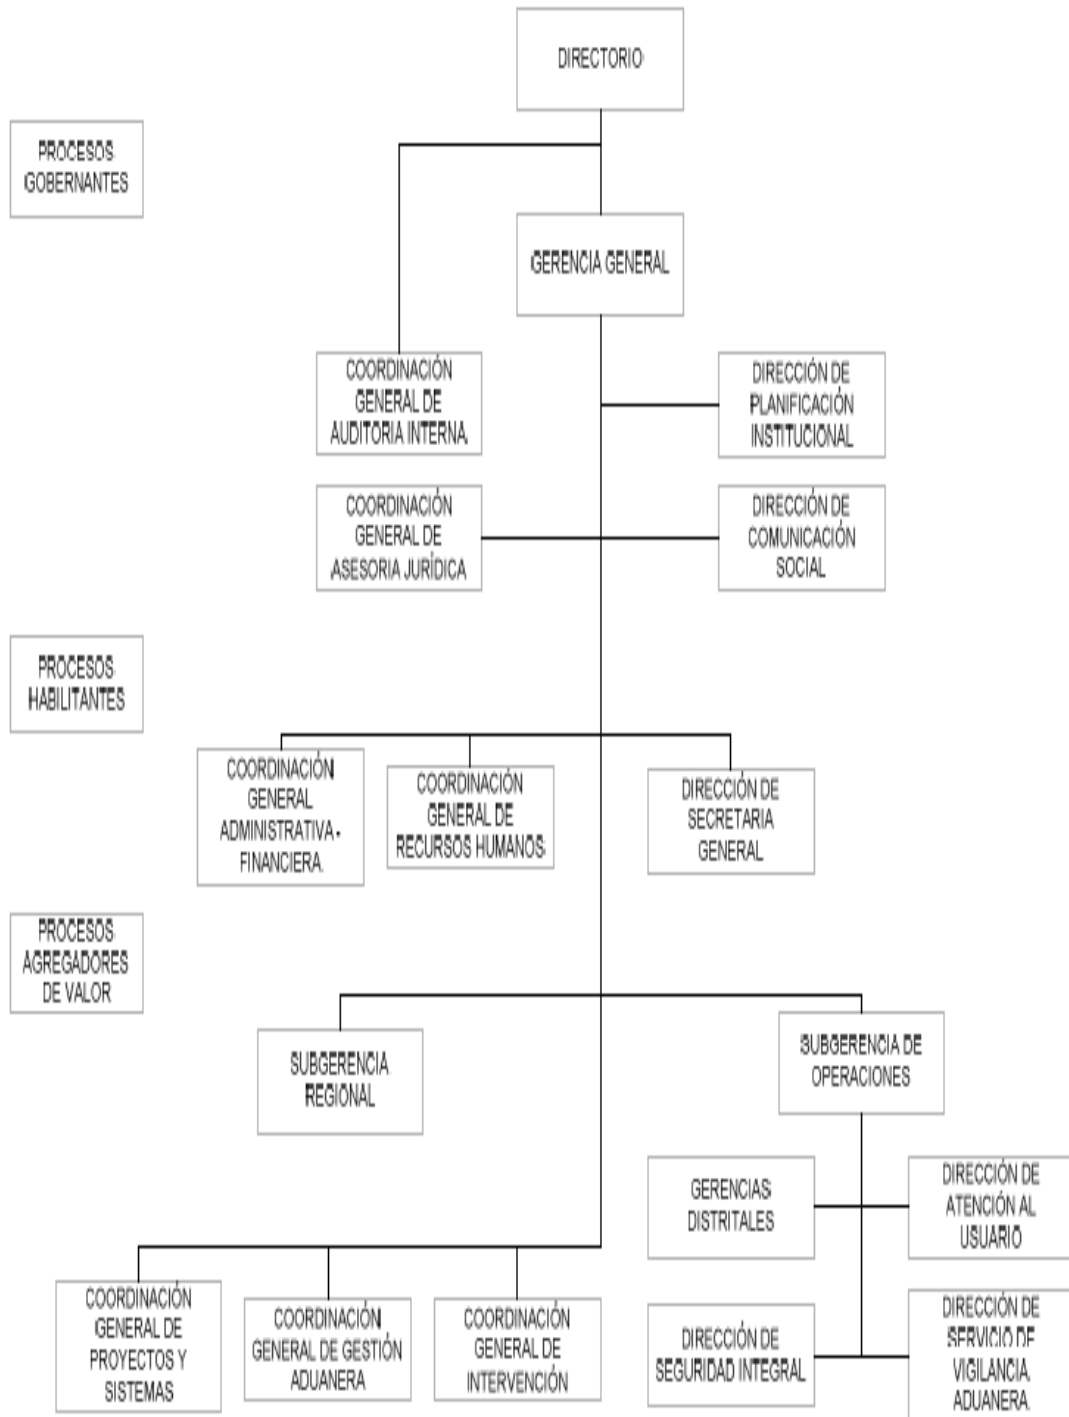 DIRECTORIO
PROCESOS
GOBERNANTES
GERENCIA GENERAL
COORDINACIÓN
GENERAL DE
AUDITORIA INTERNA
DIRECCIÓN DE
PLANIFICACIÓN
INSTITUCIONAL
COORDINACIÓN
GENERAL DE
ASESORIA JURÍDICA
DIRECCIÓN DE
COMUNICACIÓN
SOCIAL
PROCESOS
HABILITANTES
COORDINACIÓN
GENERAL
ADMINISTRATIVA -
FINANCIERA
COORDINACIÓN
GENERAL DE
RECURSOS HUMANOS
DIRECCIÓN DE
SECRETARIA
GENERAL
PROCESOS
AGREGADORES
DE VALOR
SUBGERENCIA
REGIONAL
SUBGERENCIA DE
OPERACIONES
GERENCIAS
DISTRITALES
DIRECCIÓN DE
ATENCIÓN AL
USUARIO
COORDINACIÓN
GENERAL DE
PROYECTOS Y
SISTEMAS
COORDINACIÓN
GENERAL DE GESTIÓN
ADUANERA
COORDINACIÓN
GENERAL DE
INTERVENCIÓN
DIRECCIÓN DE
SEGURIDAD INTEGRAL
DIRECCIÓN DE
SERVICIO DE
VIGILANCIA
ADUANERA